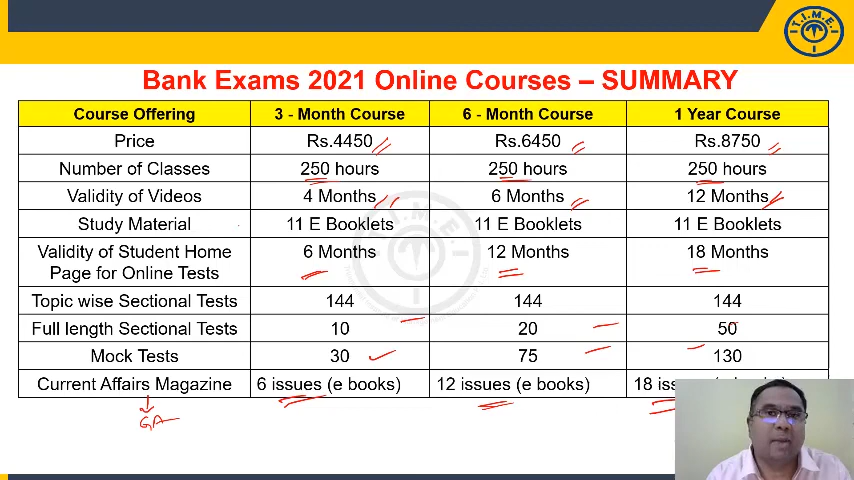 T.I.M.E.
Bank Exams 2021 Online Courses – SUMMARY
Course Offering 3 - Month Course 6 - Month Course 1 Year Course
Price Rs.4450 Rs.6450 Rs.8750
Number of Classes 250 hours 250 hours 250 hours
Validity of Videos 4 Months 6 Months 12 Months
Study Material 11 E Booklets 11 E Booklets 11 E Booklets
Validity of Student Home
Page for Online Tests 6 Months 12 Months 18 Months
Topic wise Sectional Tests 144 144 144
Full length Sectional Tests 10 20 50
Mock Tests 30 75 130
Current Affairs Magazine 6 issues (e books) 12 issues (e books) 18
GA